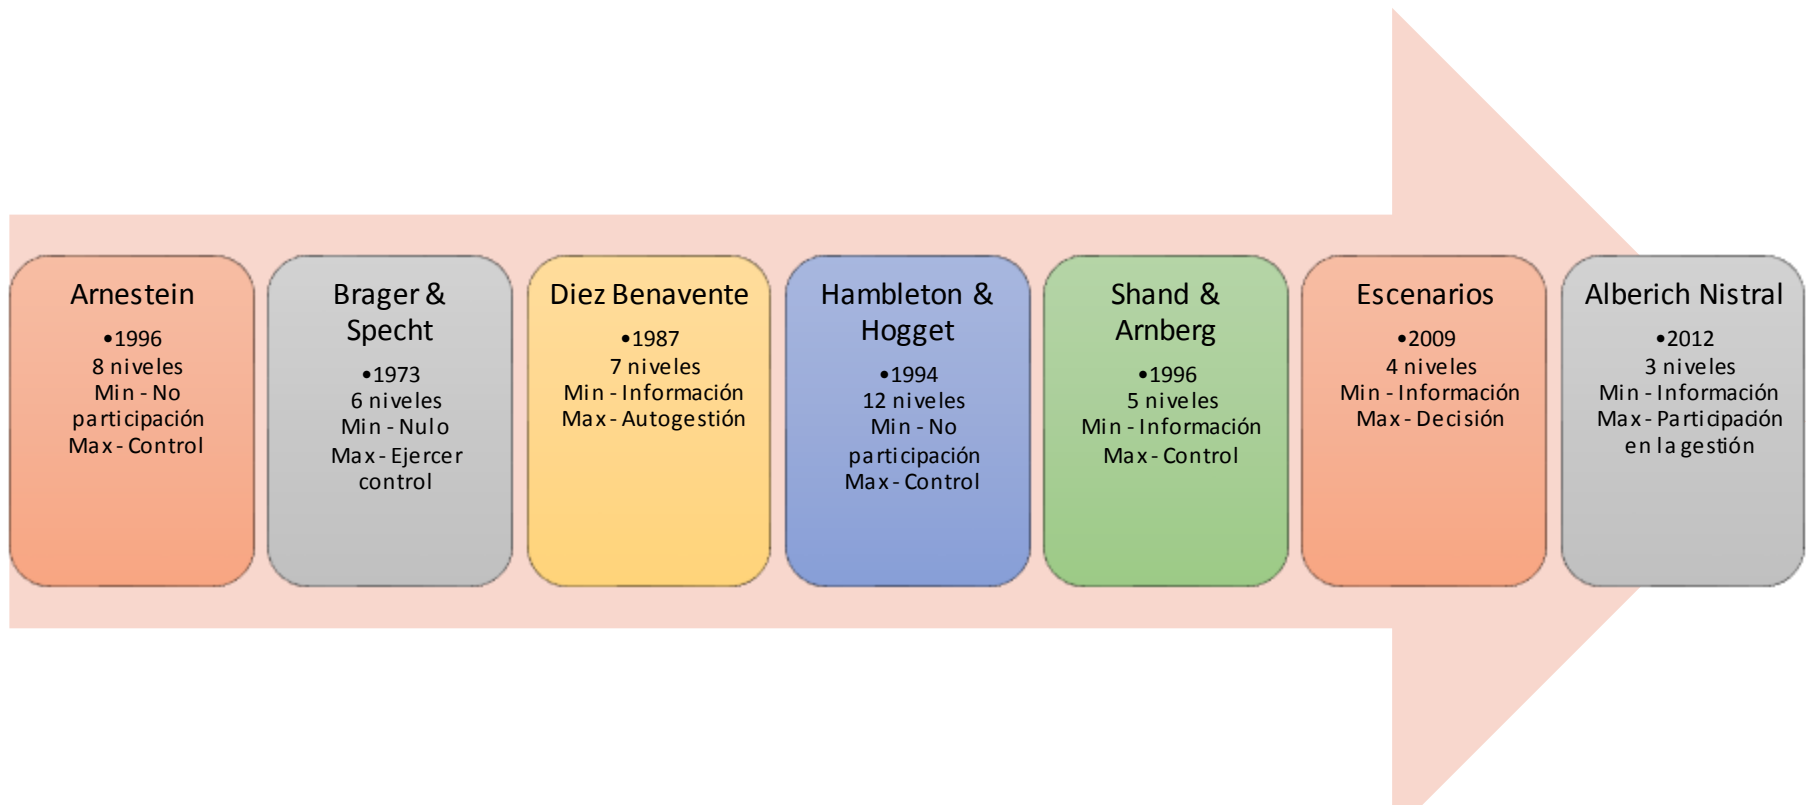 Arnestein
•1996
8 niveles
Min - No
participación
Max - Control
Brager &
Specht
•1973
6 niveles
Min - Nulo
Max - Ejercer
control
Diez Benavente
•1987
7 niveles
Min - Información
Max - Autogestión
Hambleton &
Hogget
•1994
12 niveles
Min - No
participación
Max - Control
Shand &
Arnberg
•1996
5 niveles
Min - Información
Max - Control
Escenarios
•2009
4 niveles
Min - Información
Max - Decisión
Alberich Nistral
•2012
3 niveles
Min - Información
Max - Participación
en la gestión